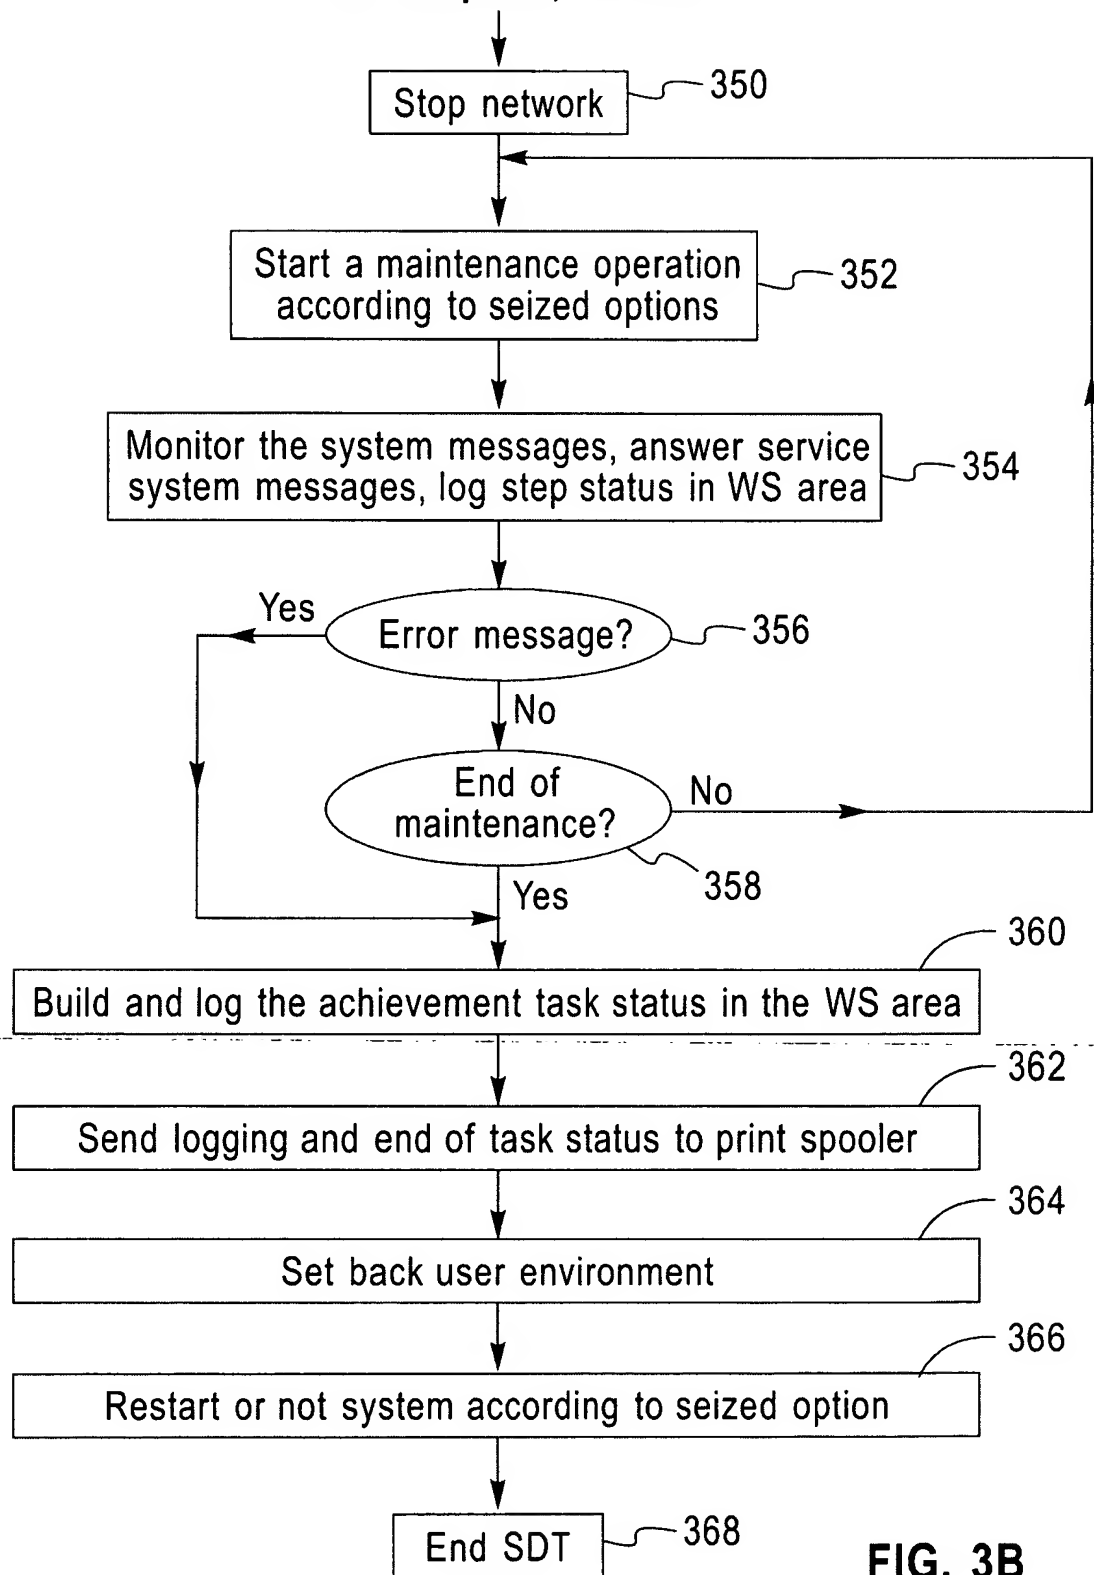 350
Stop network
Start a maintenance operation
according to seized options
352
Monitor the system messages, answer service
system messages, log step status in WS area
354
Yes
Error message?
356
No
End of
maintenance?
No
358
Yes
360
Build and log the achievement task status in the WS area
362
Send logging and end of task status to print spooler
364
Set back user environment
366
Restart or not system according to seized option
End SDT
368
FIG. 3B